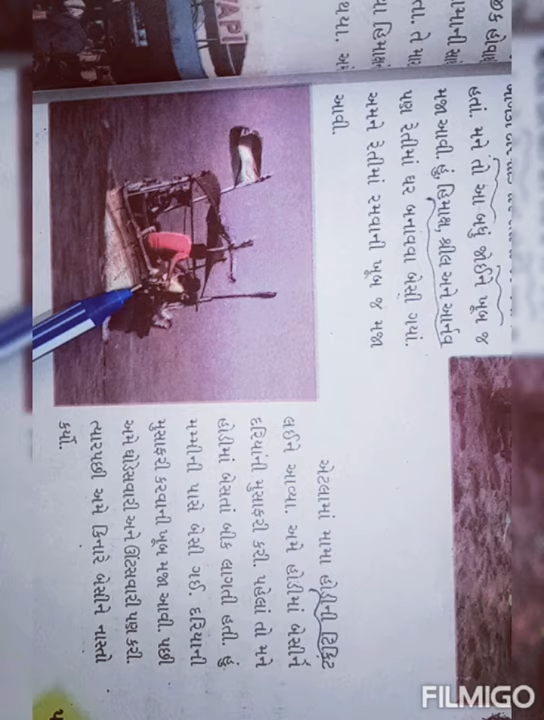 હતાં. મને તો આ બધું જોઈને ખૂબ જ
મજા આવી. હું, હિમાક્ષ, શ્રીલ અને આર્નવ
પણ રેતીમાં ઘર બનાવવા બેસી ગયાં.
અમને રેતીમાં રમવાની ખૂબ જ મજા
આવી.
એટલામાં મામા હોડીની ટિકિટ
લઈને આવ્યા. અમે હોડીમાં બેસીને
દરિયાની મુસાફરી કરી. પહેલાં તો મને
હોડીમાં બેસતાં બીક લાગતી હતી. હું
મમ્મીની પાસે બેસી ગઈ. દરિયાની
મુસાફરી કરવાની ખૂબ મજા આવી. પછી
અમે ઘોડેસવારી અને ઊંટસવારી પણ કરી.
ત્યારપછી અમે કિનારે બેસીને નાસ્તો
કર્યો.
FILMIGO